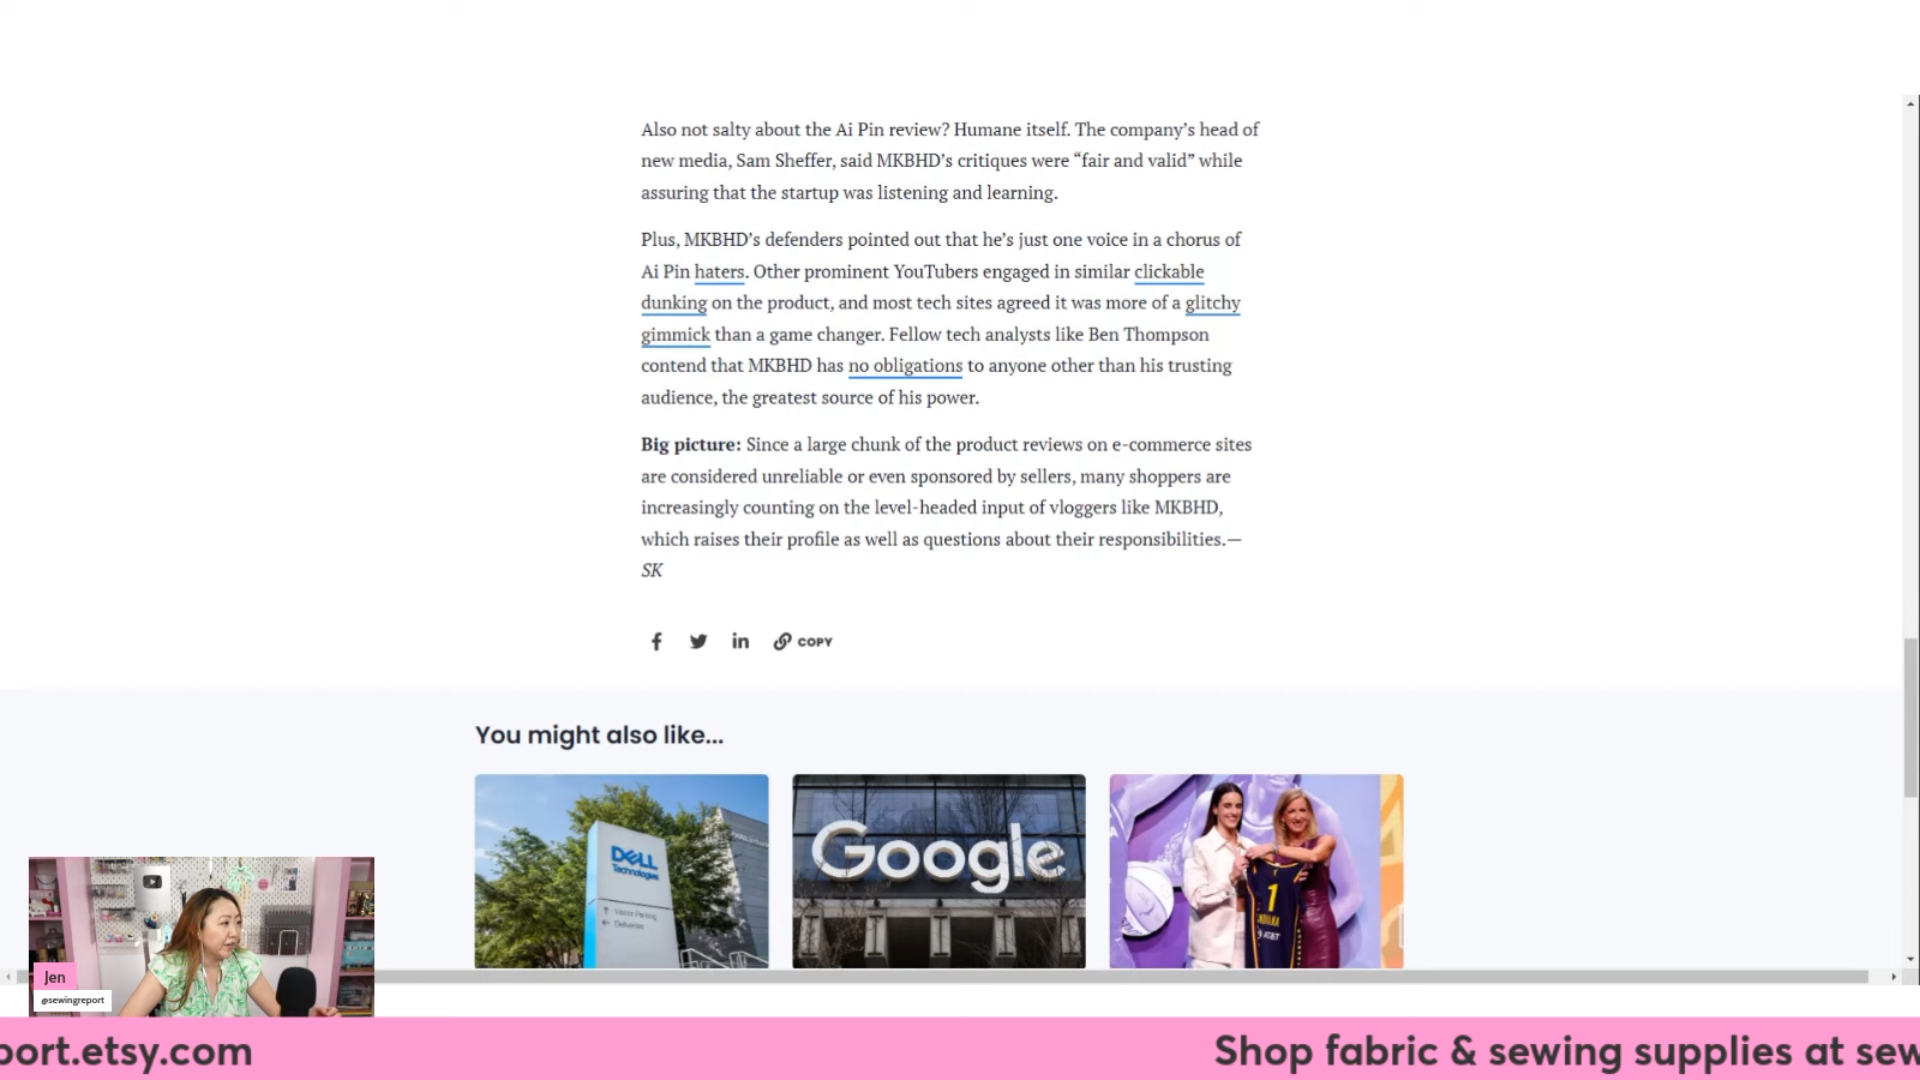 Also not salty about the Ai Pin review? Humane itself. The company’s head of
new media, Sam Sheffer, said MKBHD’s critiques were “fair and valid” while
assuring that the startup was listening and learning.
Plus, MKBHD’s defenders pointed out that he’s just one voice in a chorus of
Ai Pin haters. Other prominent YouTubers engaged in similar clickable
dunking on the product, and most tech sites agreed it was more of a glitchy
gimmick than a game changer. Fellow tech analysts like Ben Thompson
contend that MKBHD has no obligations to anyone other than his trusting
audience, the greatest source of his power.
Big picture: Since a large chunk of the product reviews on e-commerce sites
are considered unreliable or even sponsored by sellers, many shoppers are
increasingly counting on the level-headed input of vloggers like MKBHD,
which raises their profile as well as questions about their responsibilities.—
SK
COPY
You might also like...
DELL
Technologies
Google
1
INDIANA
AT&T
Jen
@sewingreport
port.etsy.com
Shop fabric & sewing supplies at sew